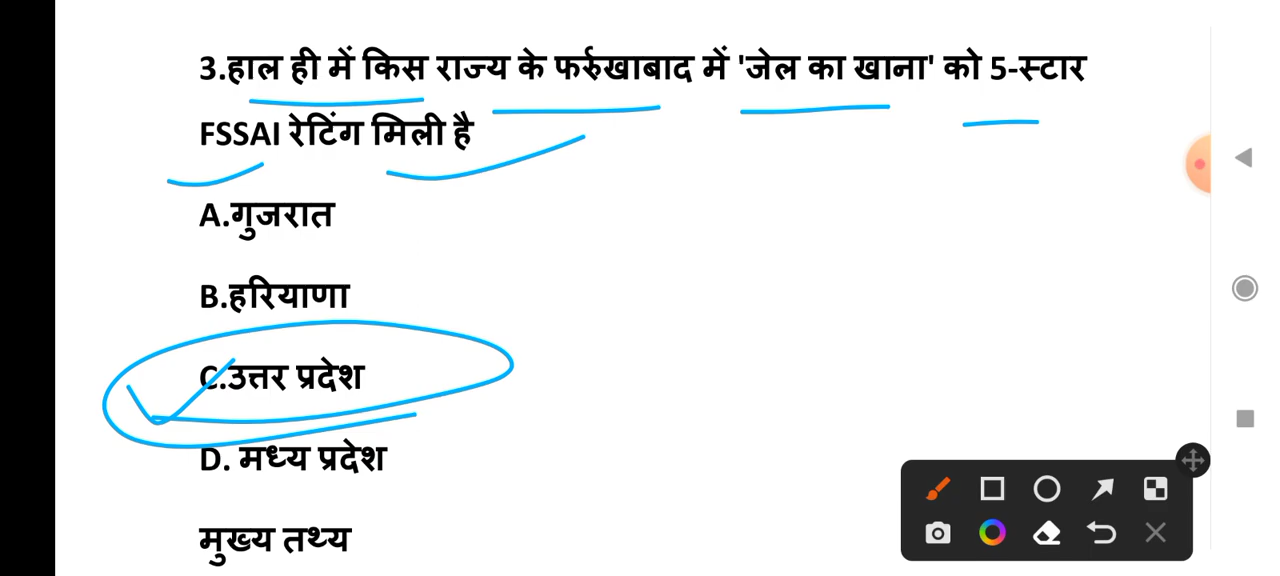 3.हाल ही में किस राज्य के फर्रुखाबाद में 'जेल का खाना' को 5-स्टार
FSSAI रेटिंग मिली है
A.गुजरात
B.हरियाणा
C.उत्तर प्रदेश
D. मध्य प्रदेश
मुख्य तथ्य